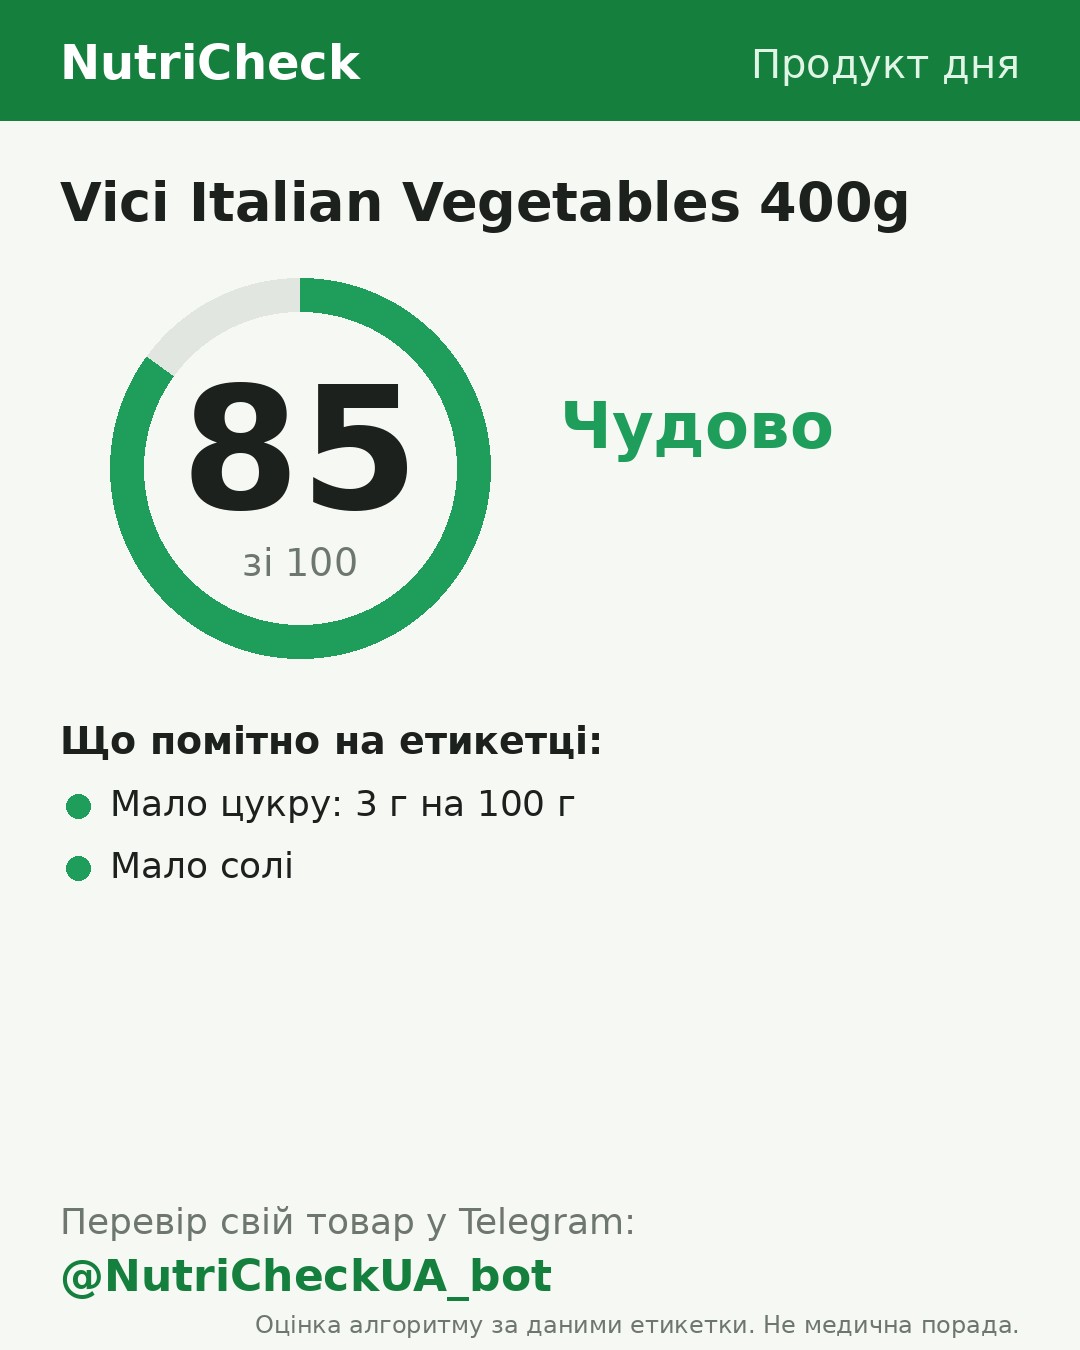 NutriCheck
Продукт дня
Vici Italian Vegetables 400g
85
зі 100
Чудово
Що помітно на етикетці:
Мало цукру: 3 г на 100 г
Мало солі
Перевір свій товар у Telegram:
@NutriCheckUA_bot
Оцінка алгоритму за даними етикетки. Не медична порада.